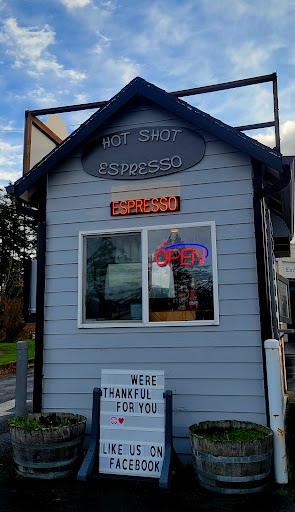 HOT SHOT
ESPRESSO
ESPRESSO
OPEN
WERE
THANKFUL
FOR YOU
LIKE US ON
FACEBOOK